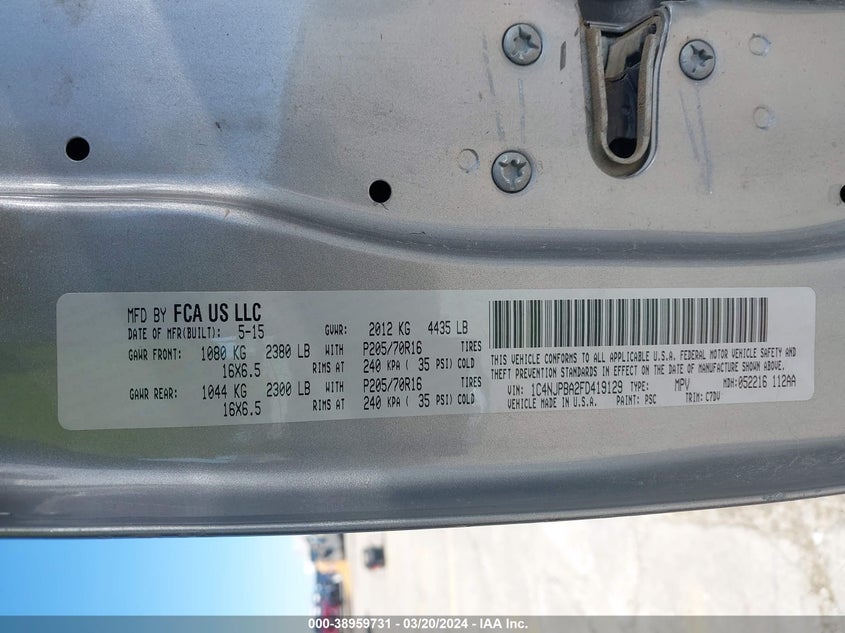 MFD BY FCA US LLC
DATE OF MFR(BUILT): 5-15 GVWR: 2012 KG 4435 LB
GAWR FRONT: 1080 KG 2380 LB WITH P205/70R16 TIRES
16X6.5 RIMS AT 240 KPA ( 35 PSI) COLD
GAWR REAR: 1044 KG 2300 LB WITH P205/70R16 TIRES
16X6.5 RIMS AT 240 KPA ( 35 PSI) COLD
THIS VEHICLE CONFORMS TO ALL APPLICABLE U.S.A. FEDERAL MOTOR VEHICLE SAFETY AND
THEFT PREVENTION STANDARDS IN EFFECT ON THE DATE OF MANUFACTURE SHOWN ABOVE.
VIN: 1C4NJPBA2FD419129 TYPE: MPV MDH: 052216 112AA
VEHICLE MADE IN U.S.A. PAINT: PSC TRIM: C7DV
000-38959731 - 03/20/2024 - IAA Inc.